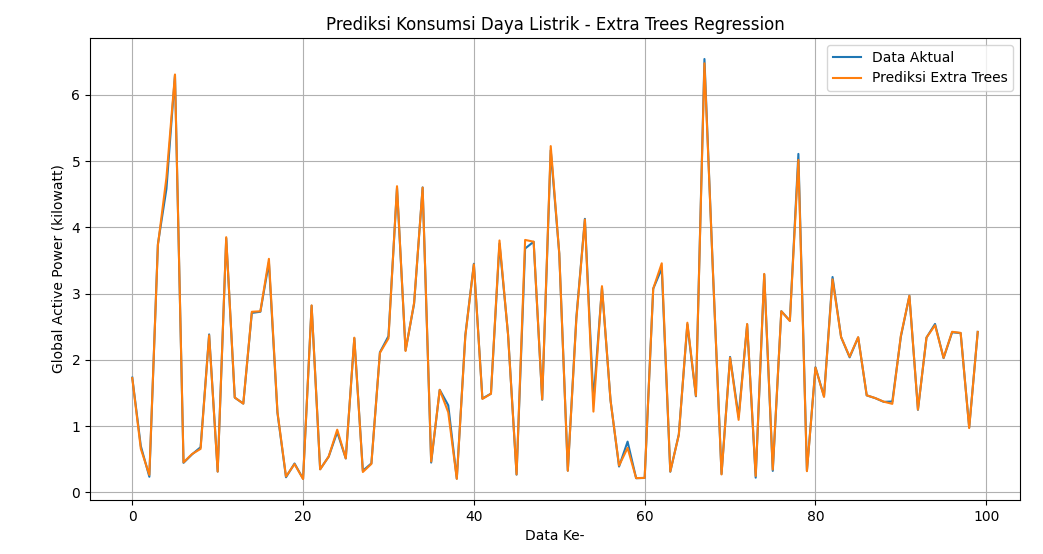 Prediksi Konsumsi Daya Listrik - Extra Trees Regression
Data Aktual
Prediksi Extra Trees
Global Active Power (kilowatt)
6
5
4
3
2
1
0
0 20 40 60 80 100
Data Ke-